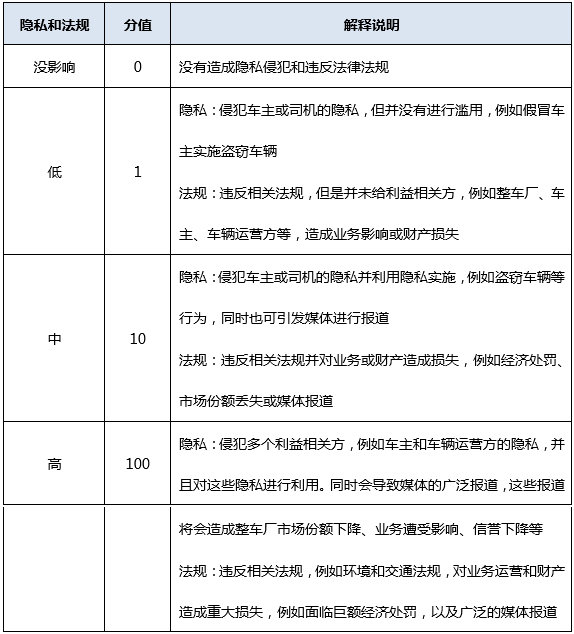 隐私和法规 分值 解释说明
没影响 0 没有造成隐私侵犯和违反法律法规
隐私：侵犯车主或司机的隐私，但并没有进行滥用，例如假冒车
主实施盗窃车辆
低 1
法规：违反相关法规，但是并未给利益相关方，例如整车厂、车
主、车辆运营方等，造成业务影响或财产损失
隐私：侵犯车主或司机的隐私并利用隐私实施，例如盗窃车辆等
行为，同时也可引发媒体进行报道
中 10
法规：违反相关法规并对业务或财产造成损失，例如经济处罚、
市场份额丢失或媒体报道
隐私：侵犯多个利益相关方，例如车主和车辆运营方的隐私，并
高 100
且对这些隐私进行利用。同时会导致媒体的广泛报道，这些报道
将会造成整车厂市场份额下降、业务遭受影响、信誉下降等
法规：违反相关法规，例如环境和交通法规，对业务运营和财产
造成重大损失，例如面临巨额经济处罚，以及广泛的媒体报道